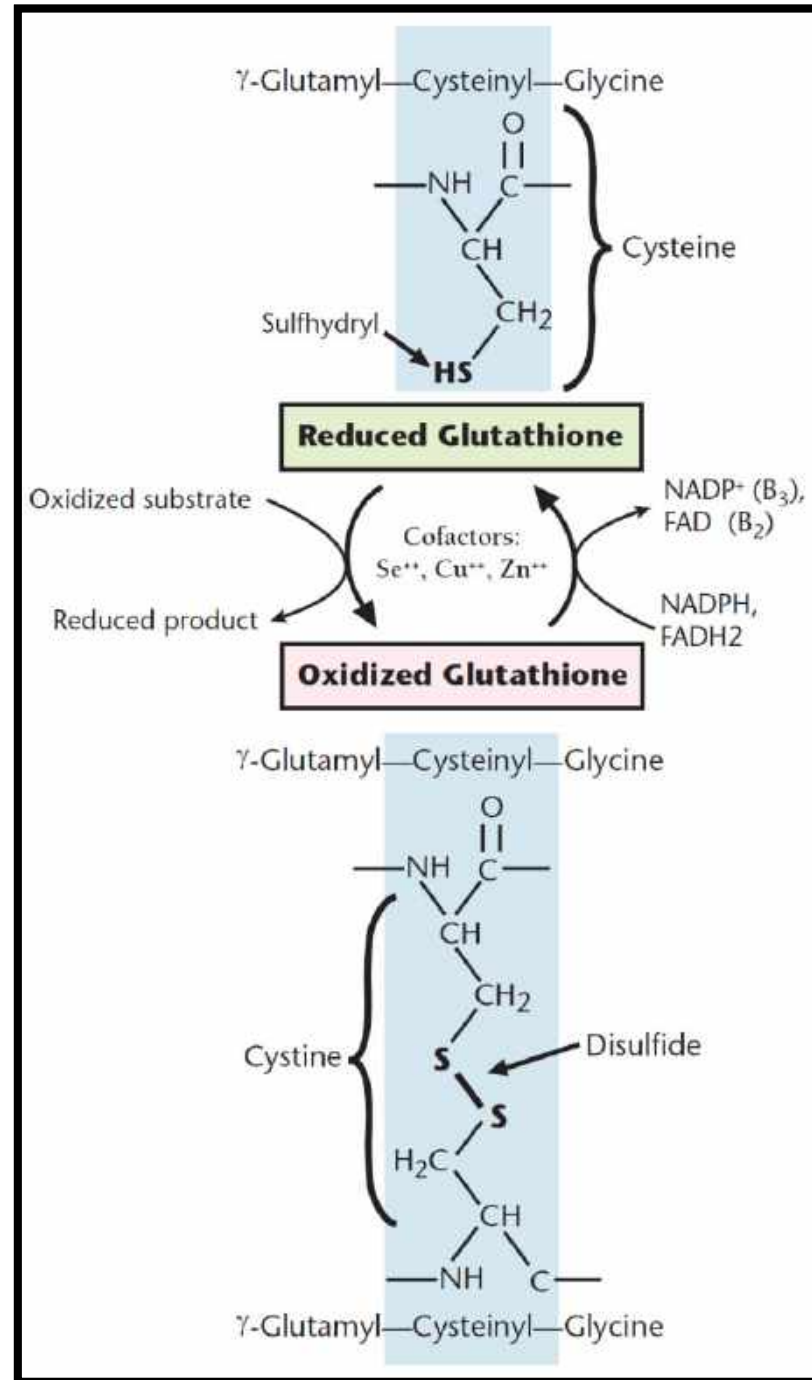 γ-Glutamyl—Cysteinyl—Glycine
O
NH C
CH
Cysteine
CH2
Sulfhydryl
HS
Reduced Glutathione
Oxidized substrate
NADP+ (B3),
FAD (B2)
Cofactors:
Se++, Cu++, Zn++
Reduced product
NADPH,
FADH2
Oxidized Glutathione
γ-Glutamyl—Cysteinyl—Glycine
O
NH C
CH
CH2
Cystine
S
Disulfide
S
H2C
CH
NH C
γ-Glutamyl—Cysteinyl—Glycine